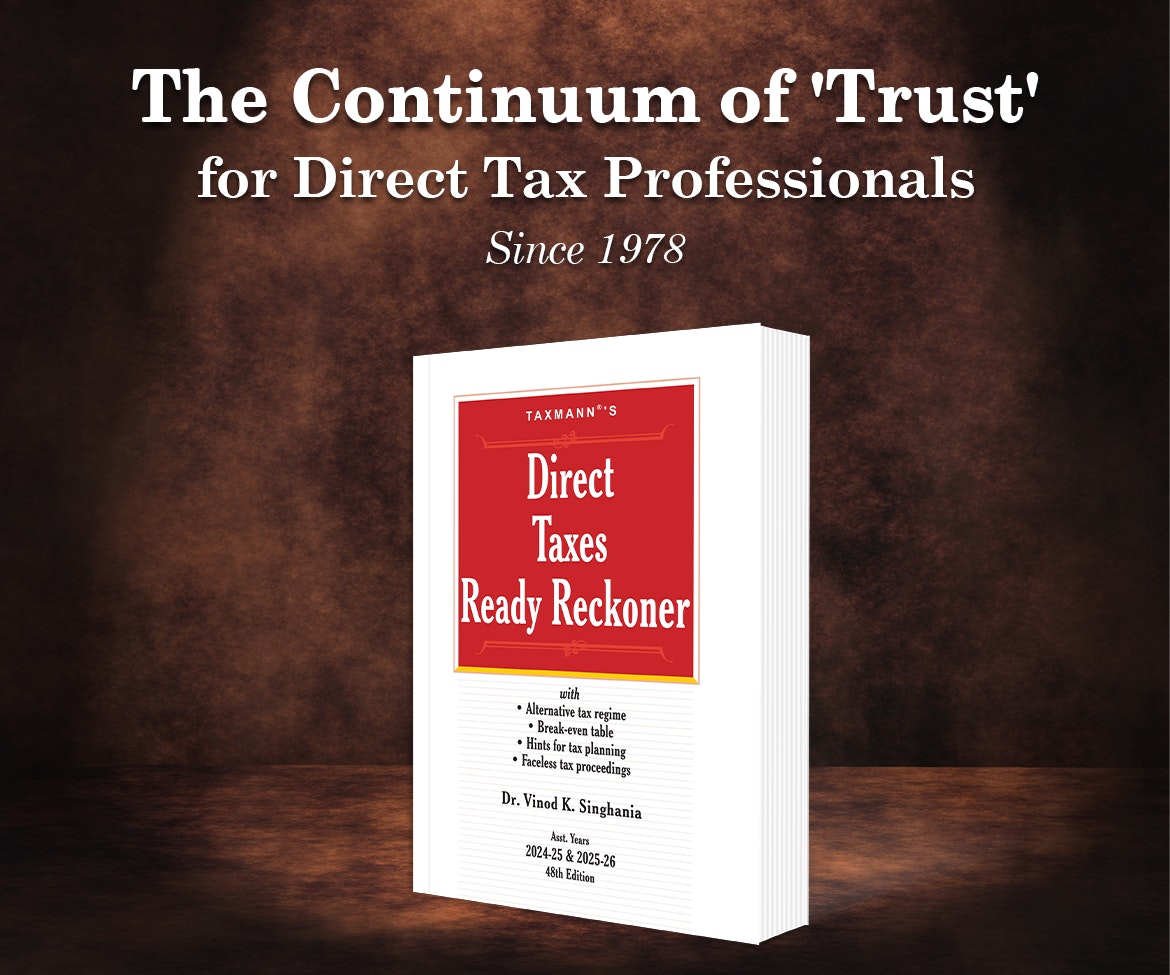 The Continuum of 'Trust'
for Direct Tax Professionals
Since 1978
TAXMANN®'S
Direct
Taxes
Ready Reckoner
with
• Alternative tax regime
• Break-even table
• Hints for tax planning
• Faceless tax proceedings
Dr. Vinod K. Singhania
Asst. Years
2024-25 & 2025-26
48th Edition